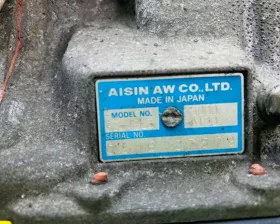 AISIN AW CO.,LTD.
MADE IN JAPAN
MODEL NO.
SERIAL NO.